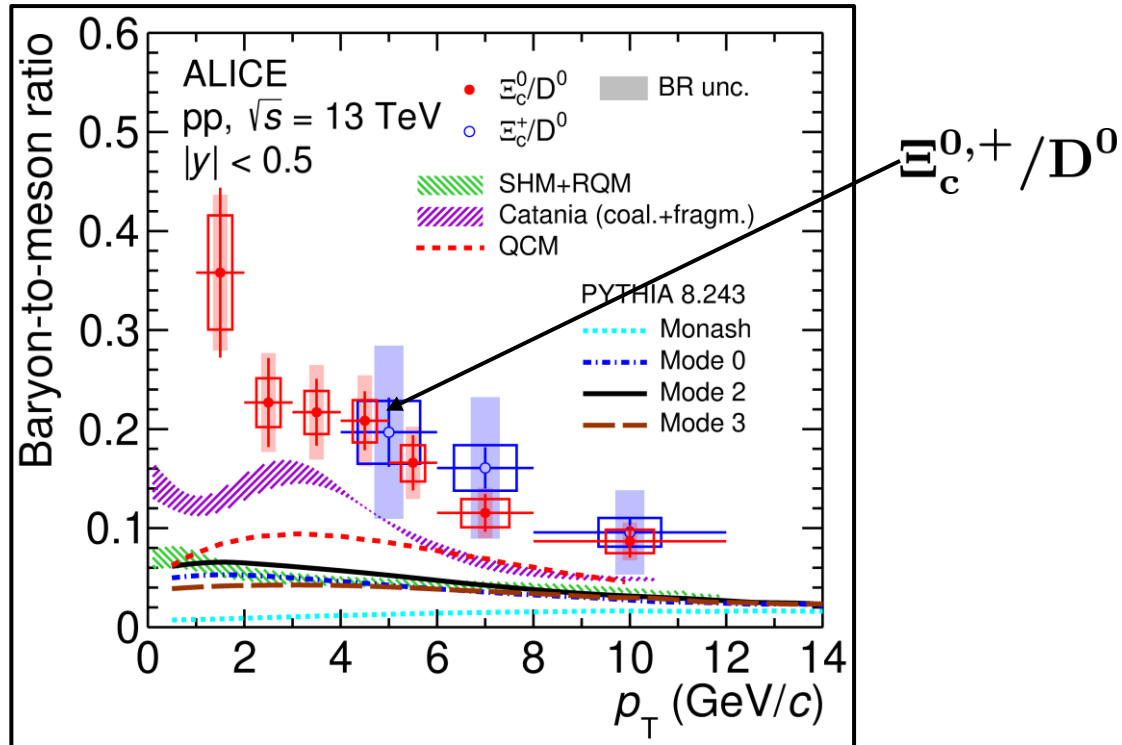 Baryon-to-meson ratio
0.6
0.5
0.4
0.3
0.2
0.1
0
ALICE
pp, √s = 13 TeV
|y| < 0.5
Ξc⁰/D⁰
Ξc⁺/D⁰
BR unc.
SHM+RQM
Catania (coal.+fragm.)
QCM
PYTHIA 8.243
Monash
Mode 0
Mode 2
Mode 3
0 2 4 6 8 10 12 14
pT (GeV/c)
Ξc⁰,⁺/D⁰